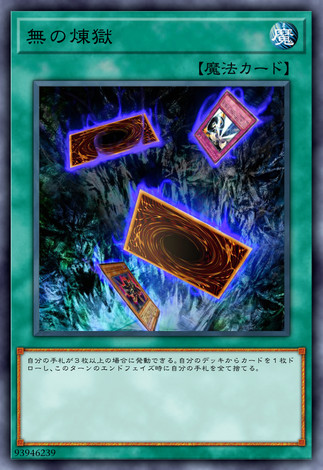 無の煉獄
魔
【魔法カード】
自分の手札が３枚以上の場合に発動できる。自分のデッキからカードを１枚ド
ローし、このターンのエンドフェイズ時に自分の手札を全て捨てる。
93946239